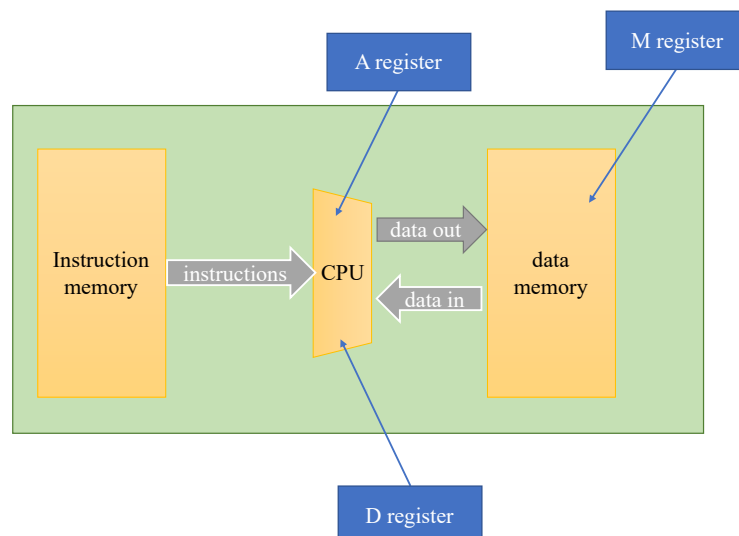 M register
A register
Instruction
memory
instructions
CPU
data out
data in
data
memory
D register